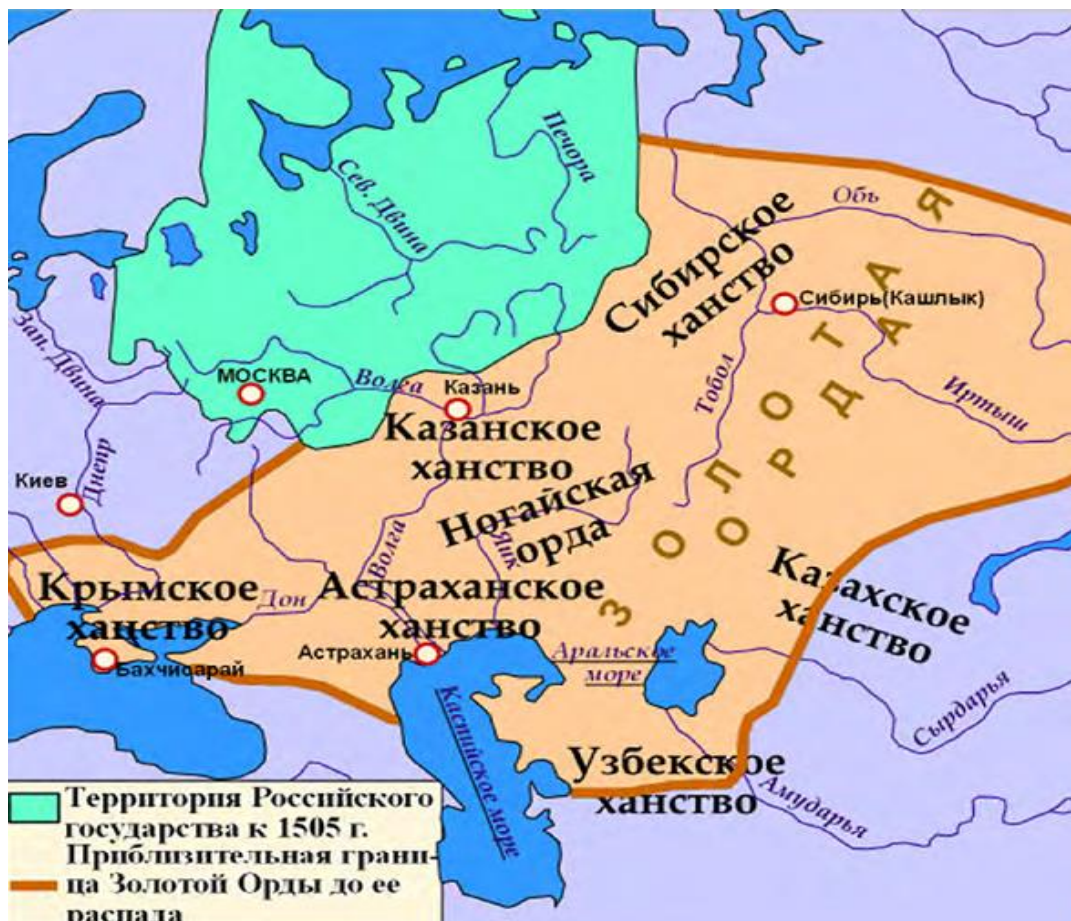 Печора
Сев. Двина
Обь
Сибирское
ханство
Сибирь(Кашлык)
Зап. Двина
МОСКВА
Волга
Казань
Тобол
Иртыш
ЗОЛОТАЯ
ОРДА
Казанское
ханство
Киев
Днепр
Ногайская
орда
Волга
Яик
Крымское
ханство
Дон
Астраханское
ханство
Казахское
ханство
Астрахань
Бахчисарай
Аральское
море
Каспийское море
Сырдарья
Узбекское
ханство
Амударья
Территория Российского
государства к 1505 г.
Приблизительная грани-
ца Золотой Орды до ее
распада